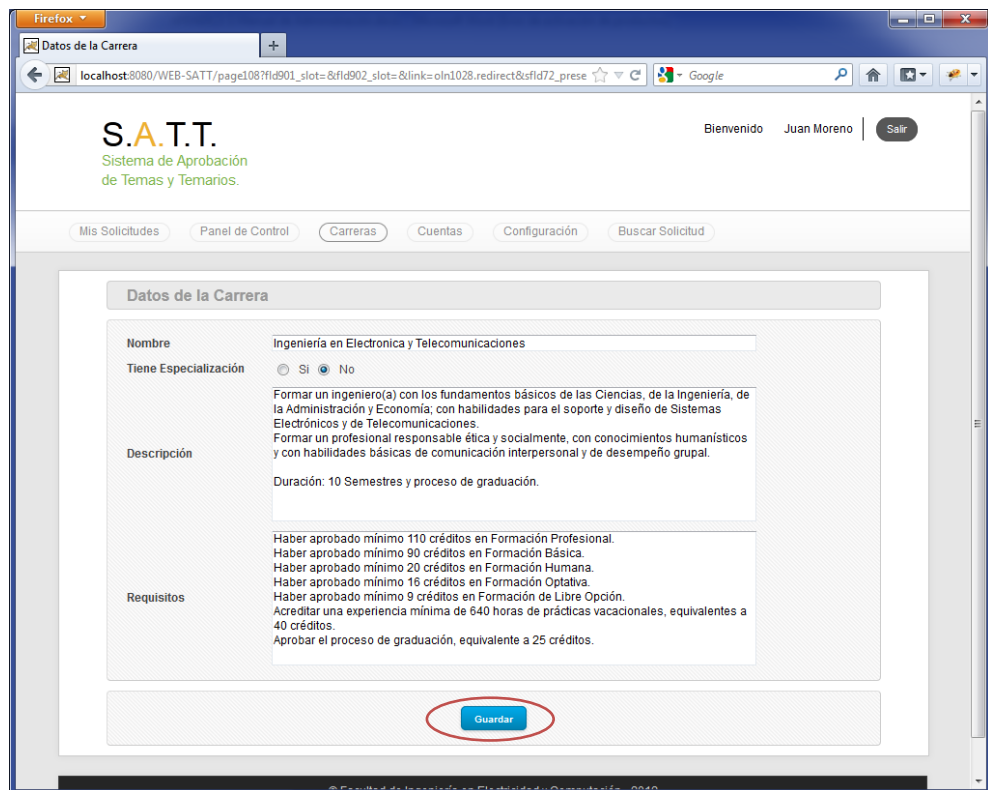 Firefox
Datos de la Carrera
localhost:8080/WEB-SATT/page108?fld901_slot=&fld902_slot=&link=oln1028.redirect&sfld72_prese
Google
S.A.T.T.
Sistema de Aprobación
de Temas y Temarios.
Bienvenido Juan Moreno Salir
Mis Solicitudes Panel de Control Carreras Cuentas Configuración Buscar Solicitud
Datos de la Carrera
Nombre Ingeniería en Electronica y Telecomunicaciones
Tiene Especialización Si No
Descripción
Formar un ingeniero(a) con los fundamentos básicos de las Ciencias, de la Ingeniería, de
la Administración y Economía; con habilidades para el soporte y diseño de Sistemas
Electrónicos y de Telecomunicaciones.
Formar un profesional responsable ética y socialmente, con conocimientos humanísticos
y con habilidades básicas de comunicación interpersonal y de desempeño grupal.
Duración: 10 Semestres y proceso de graduación.
Requisitos
Haber aprobado mínimo 110 créditos en Formación Profesional.
Haber aprobado mínimo 90 créditos en Formación Básica.
Haber aprobado mínimo 20 créditos en Formación Humana.
Haber aprobado mínimo 16 créditos en Formación Optativa.
Haber aprobado mínimo 9 créditos en Formación de Libre Opción.
Acreditar una experiencia mínima de 640 horas de prácticas vacacionales, equivalentes a
40 créditos.
Aprobar el proceso de graduación, equivalente a 25 créditos.
Guardar
© Facultad de Ingeniería en Electricidad y Computación